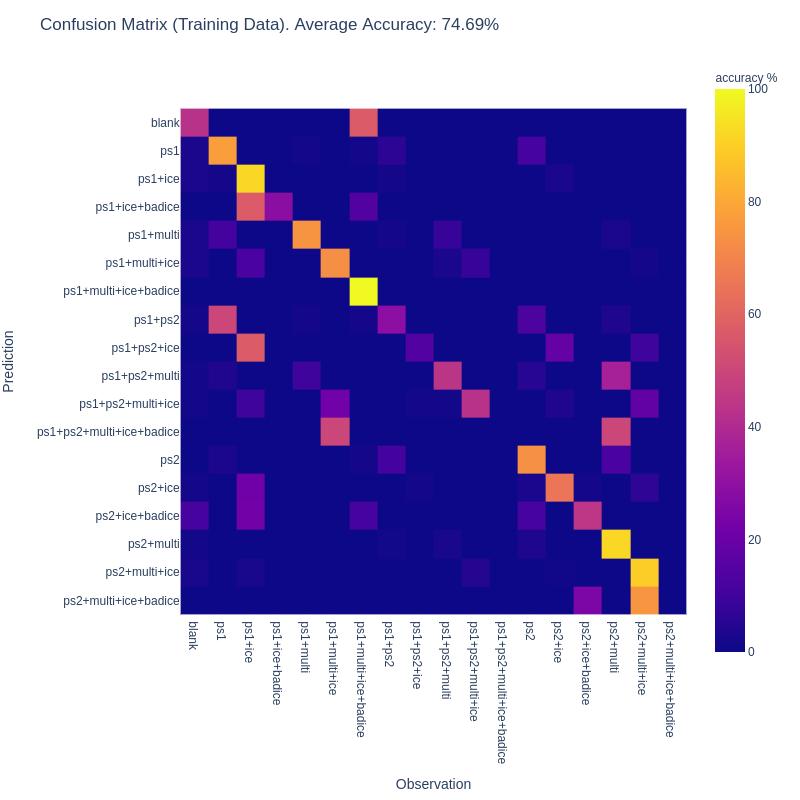 Confusion Matrix (Training Data). Average Accuracy: 74.69%
accuracy %
100
80
60
40
20
0
Prediction
blank
ps1
ps1+ice
ps1+ice+badice
ps1+multi
ps1+multi+ice
ps1+multi+ice+badice
ps1+ps2
ps1+ps2+ice
ps1+ps2+multi
ps1+ps2+multi+ice
ps1+ps2+multi+ice+badice
ps2
ps2+ice
ps2+ice+badice
ps2+multi
ps2+multi+ice
ps2+multi+ice+badice
blank
ps1
ps1+ice
ps1+ice+badice
ps1+multi
ps1+multi+ice
ps1+multi+ice+badice
ps1+ps2
ps1+ps2+ice
ps1+ps2+multi
ps1+ps2+multi+ice
ps1+ps2+multi+ice+badice
ps2
ps2+ice
ps2+ice+badice
ps2+multi
ps2+multi+ice
ps2+multi+ice+badice
Observation